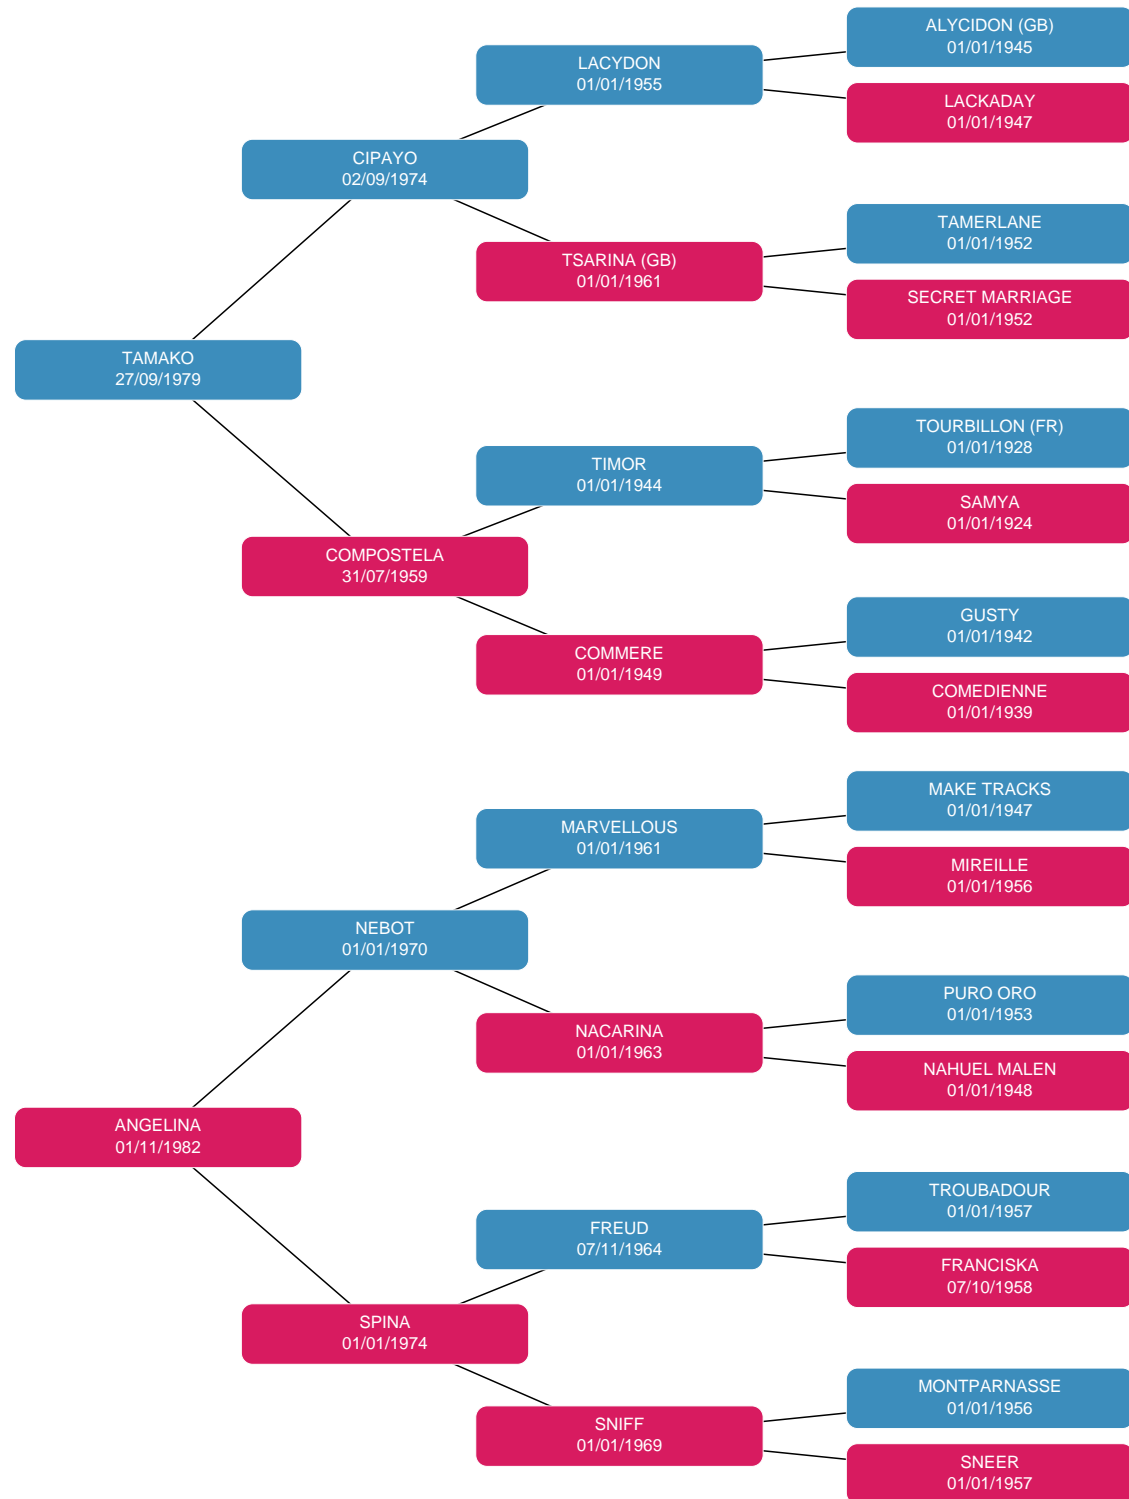 ALYCIDON (GB)
01/01/1945
LACYDON
01/01/1955
LACKADAY
01/01/1947
CIPAYO
02/09/1974
TAMERLANE
01/01/1952
TSARINA (GB)
01/01/1961
SECRET MARRIAGE
01/01/1952
TAMAKO
27/09/1979
TOURBILLON (FR)
01/01/1928
TIMOR
01/01/1944
SAMYA
01/01/1924
COMPOSTELA
31/07/1959
GUSTY
01/01/1942
COMMERE
01/01/1949
COMEDIENNE
01/01/1939
MAKE TRACKS
01/01/1947
MARVELLOUS
01/01/1961
MIREILLE
01/01/1956
NEBOT
01/01/1970
PURO ORO
01/01/1953
NACARINA
01/01/1963
NAHUEL MALEN
01/01/1948
ANGELINA
01/11/1982
TROUBADOUR
01/01/1957
FREUD
07/11/1964
FRANCISKA
07/10/1958
SPINA
01/01/1974
MONTPARNASSE
01/01/1956
SNIFF
01/01/1969
SNEER
01/01/1957